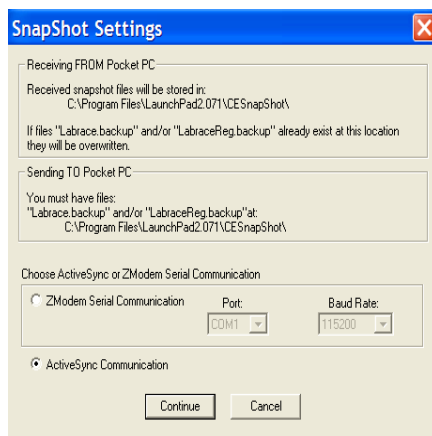 SnapShot Settings
Receiving FROM Pocket PC
Received snapshot files will be stored in:
C:\Program Files\LaunchPad2.071\CESnapShot\
If files "Labrace.backup" and/or "LabraceReg.backup" already exist at this location
they will be overwritten.
Sending TO Pocket PC
You must have files:
"Labrace.backup" and/or "LabraceReg.backup"at:
C:\Program Files\LaunchPad2.071\CESnapShot\
Choose ActiveSync or ZModem Serial Communication
ZModem Serial Communication Port: Baud Rate:
COM1 115200
ActiveSync Communication
Continue Cancel